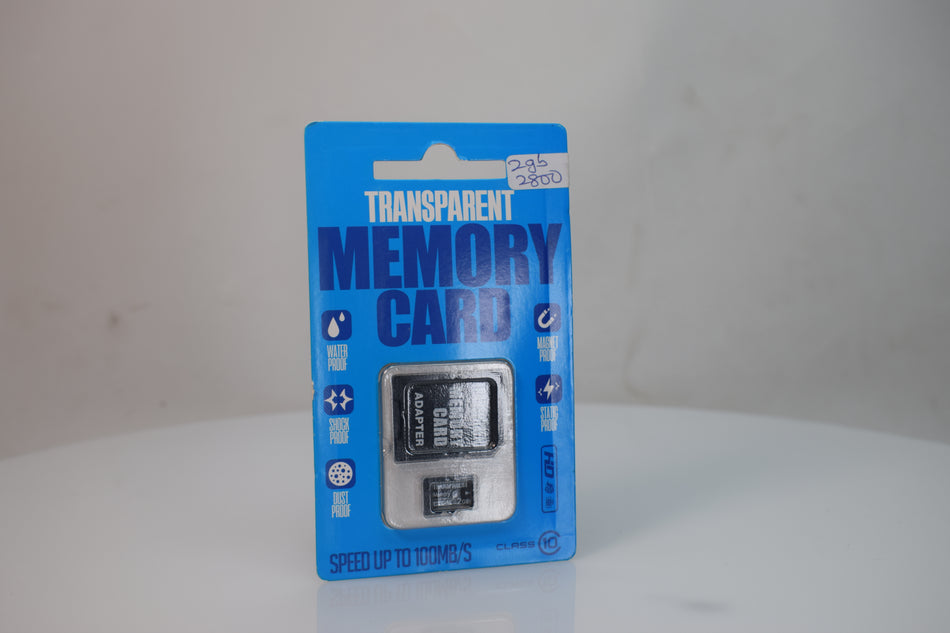 2gb
2800
TRANSPARENT
MEMORY
CARD
WATER
PROOF
MAGNET
PROOF
SHOCK
PROOF
STATIC
PROOF
DUST
PROOF
HD
MEMORY
CARD
ADAPTER
SPEED UP TO 100MB/S
CLASS 10